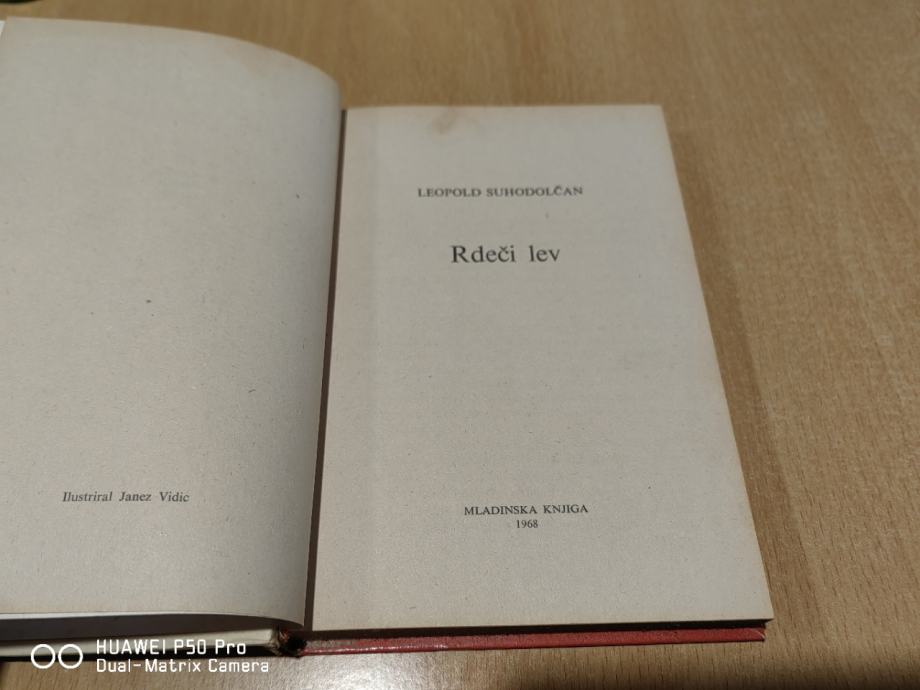 Ilustriral Janez Vidic
LEOPOLD SUHODOLČAN
Rdeči lev
MLADINSKA KNJIGA
1968
HUAWEI P50 Pro
Dual-Matrix Camera